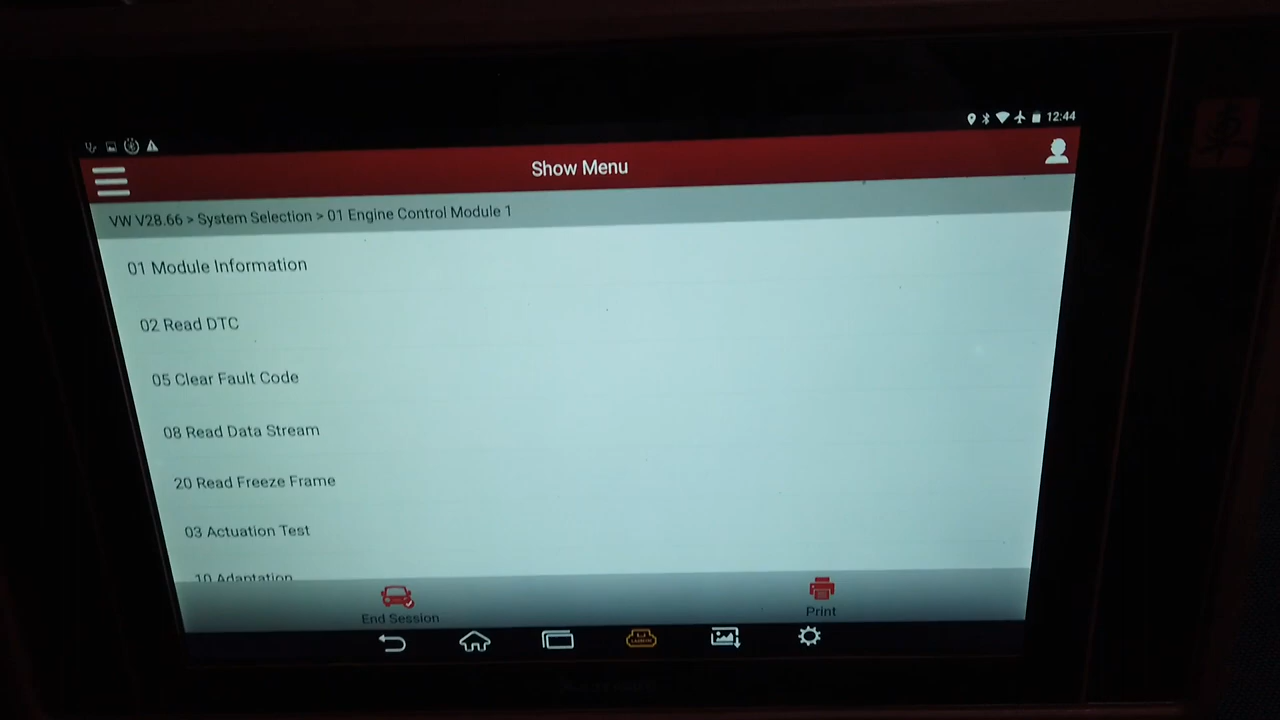 12:44
Show Menu
VW V28.66 > System Selection > 01 Engine Control Module 1
01 Module Information
02 Read DTC
05 Clear Fault Code
08 Read Data Stream
20 Read Freeze Frame
03 Actuation Test
10 Adaptation
End Session
Print